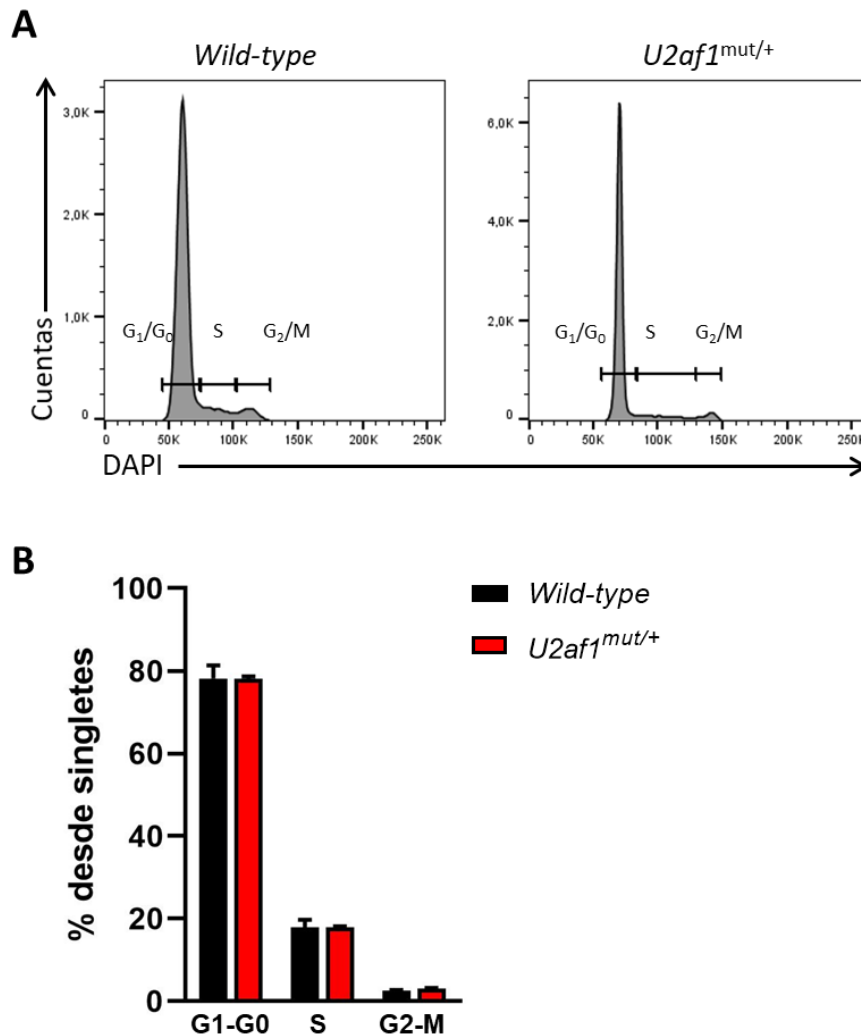 A
Wild-type
U2af1mut/+
Cuentas
3,0K
2,0K
1,0K
0
G1/G0
S
G2/M
0
50K
100K
150K
200K
250K
6,0K
4,0K
2,0K
0
G1/G0
S
G2/M
0
50K
100K
150K
200K
250K
DAPI
B
% desde singletes
100
80
60
40
20
0
G1-G0
S
G2-M
Wild-type
U2af1mut/+